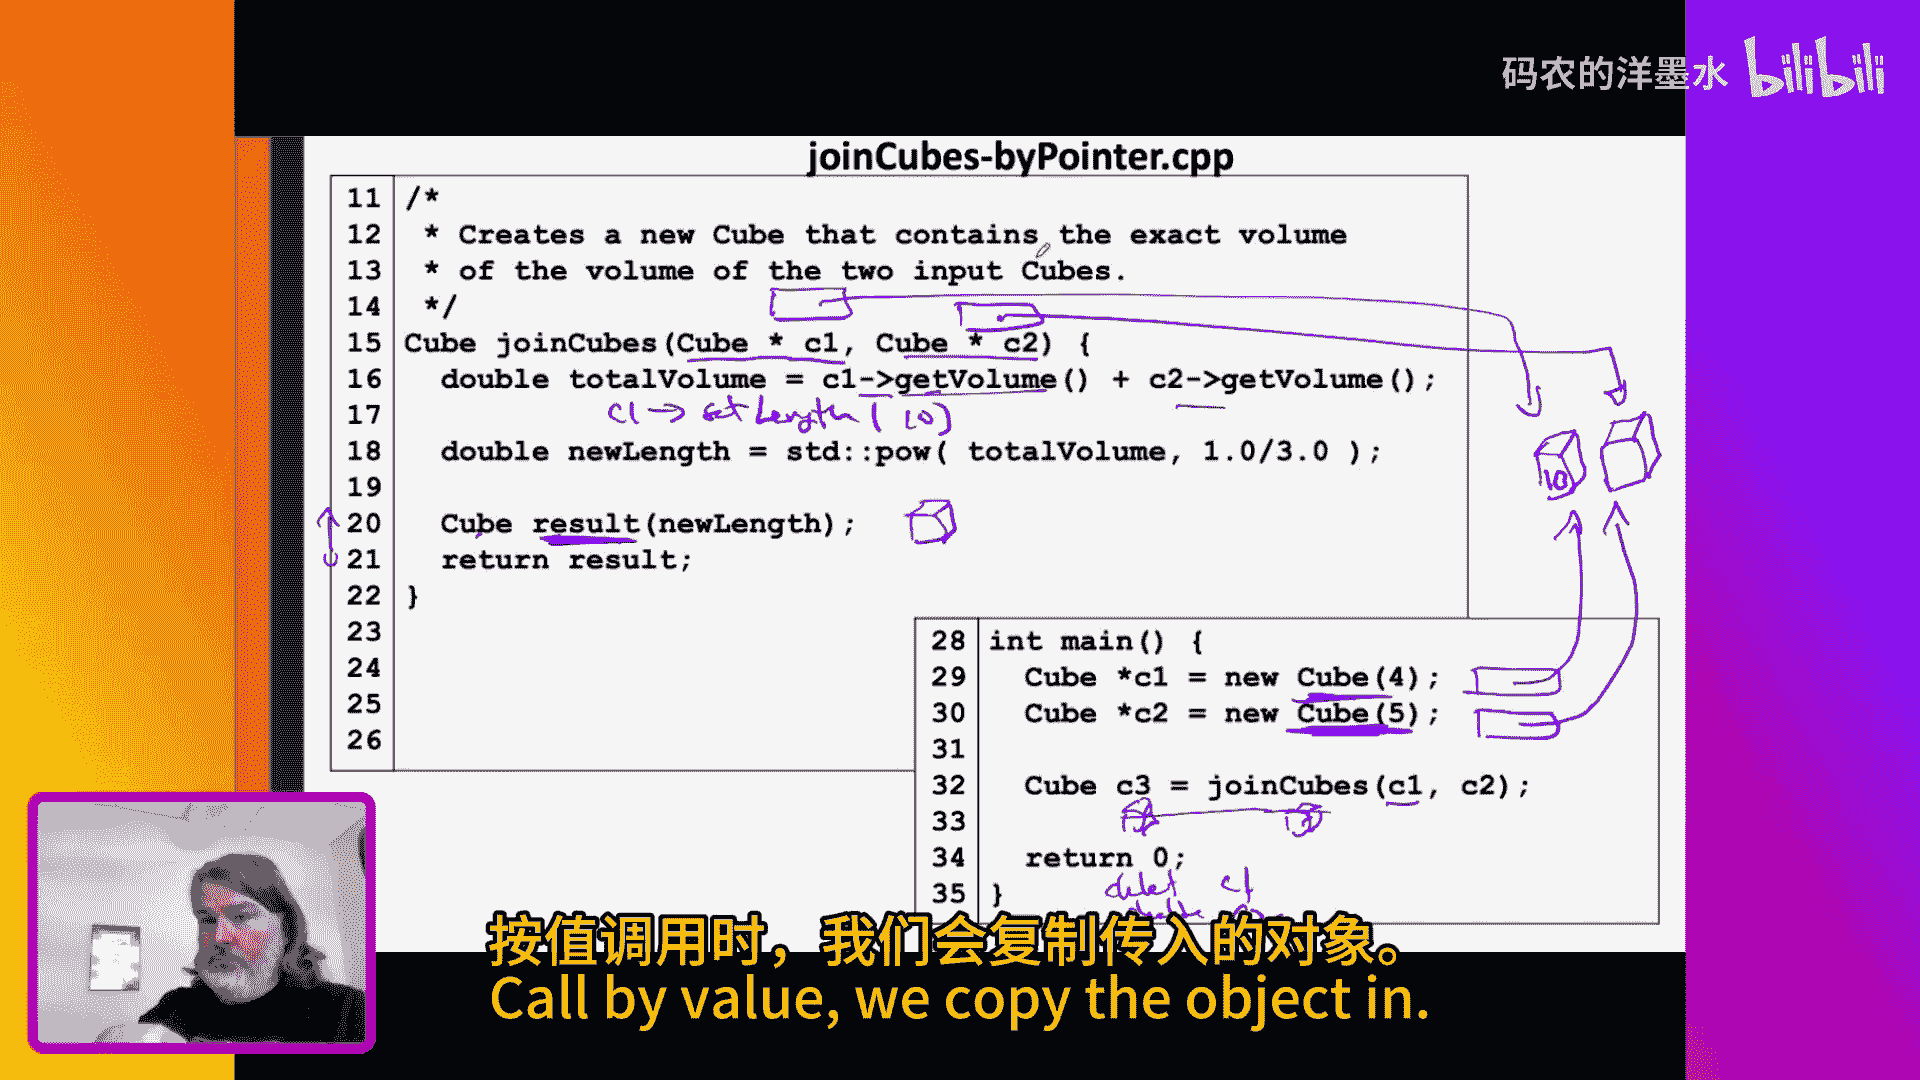 码农的洋墨水 bilibili
joinCubes-byPointer.cpp
11 /*
12 * Creates a new Cube that contains the exact volume
13 * of the volume of the two input Cubes.
14 */
15 Cube joinCubes(Cube * c1, Cube * c2) {
16 double totalVolume = c1->getVolume() + c2->getVolume();
17 c1 -> setLength(10)
18 double newLength = std::pow( totalVolume, 1.0/3.0 );
19
20 Cube result(newLength);
21 return result;
22 }
23
24
25
26
10
28 int main() {
29 Cube *c1 = new Cube(4);
30 Cube *c2 = new Cube(5);
31
32 Cube c3 = joinCubes(c1, c2);
33
34 return 0;
35 }
按值调用时，我们会复制传入的对象。
Call by value, we copy the object in.